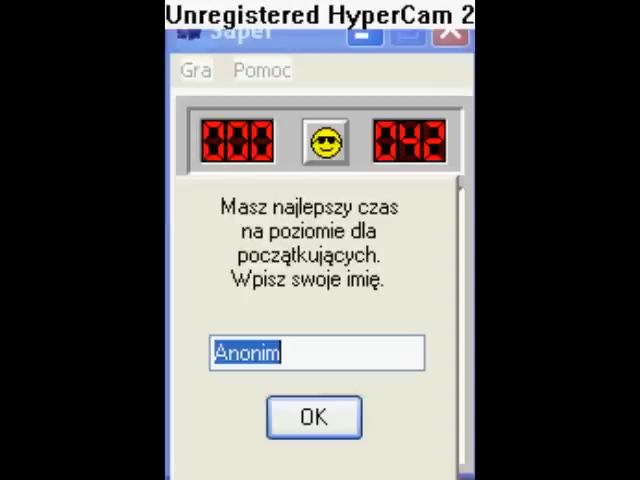 Unregistered HyperCam 2
Saper
Gra Pomoc
000 042
Masz najlepszy czas
na poziomie dla
początkujących.
Wpisz swoje imię.
Anonim
OK